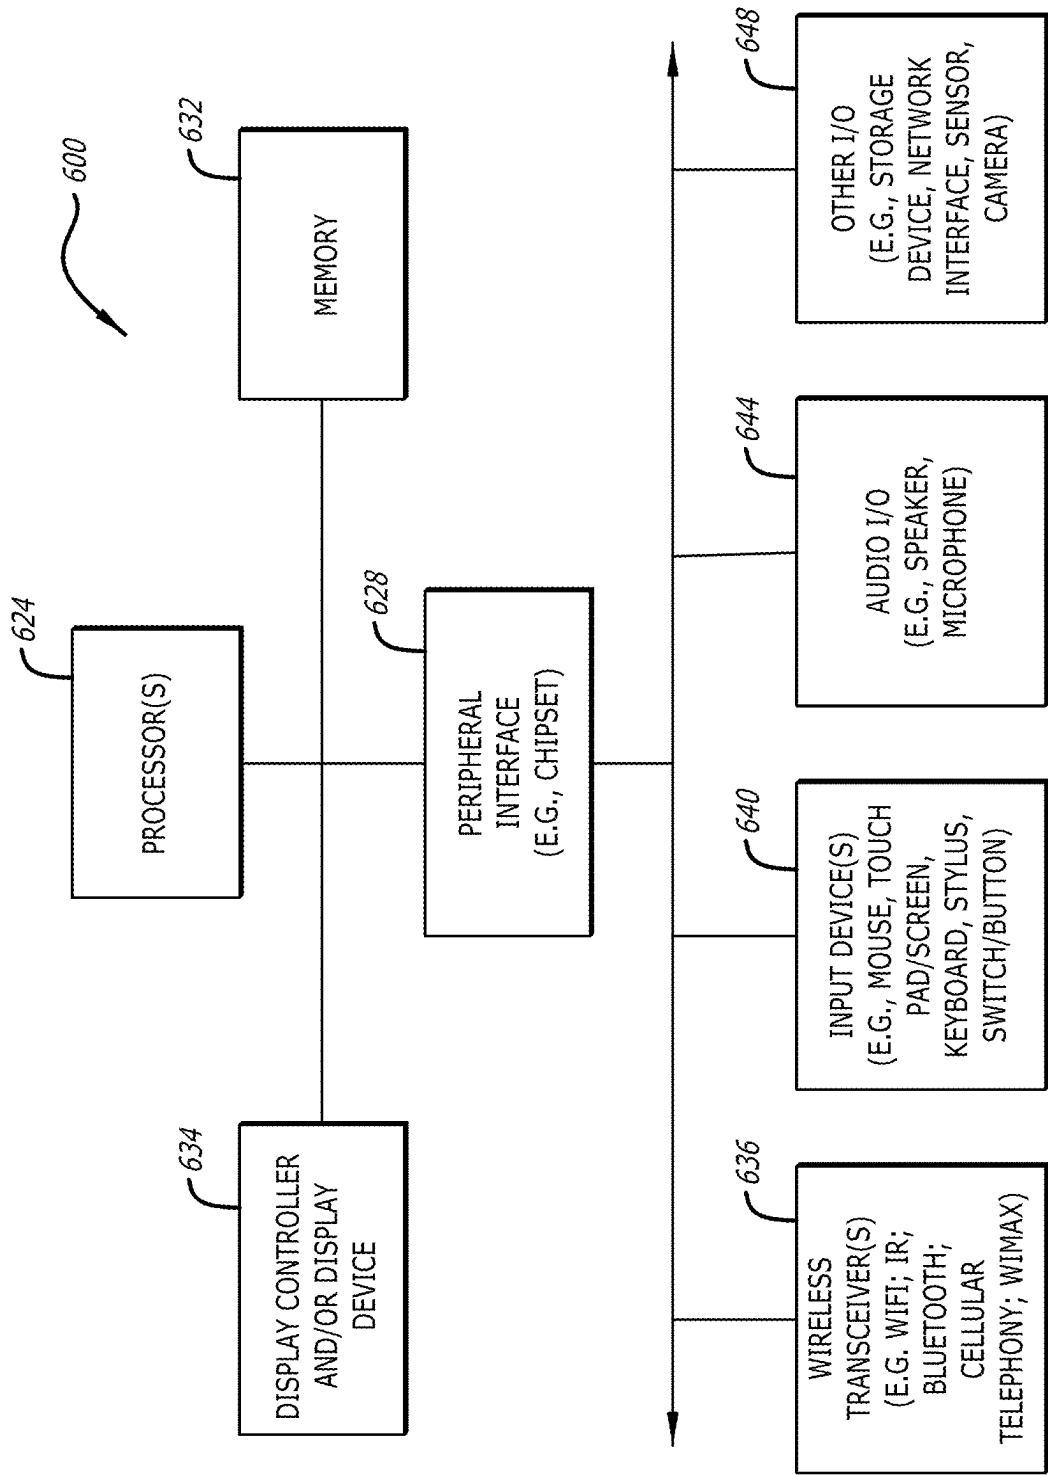 600
624
PROCESSOR(S)
634
DISPLAY CONTROLLER
AND/OR DISPLAY
DEVICE
632
MEMORY
628
PERIPHERAL
INTERFACE
(E.G., CHIPSET)
636
WIRELESS
TRANSCEIVER(S)
(E.G. WIFI; IR;
BLUETOOTH;
CELLULAR
TELEPHONY; WIMAX)
640
INPUT DEVICE(S)
(E.G., MOUSE, TOUCH
PAD/SCREEN,
KEYBOARD, STYLUS,
SWITCH/BUTTON)
644
AUDIO I/O
(E.G., SPEAKER,
MICROPHONE)
648
OTHER I/O
(E.G., STORAGE
DEVICE, NETWORK
INTERFACE, SENSOR,
CAMERA)